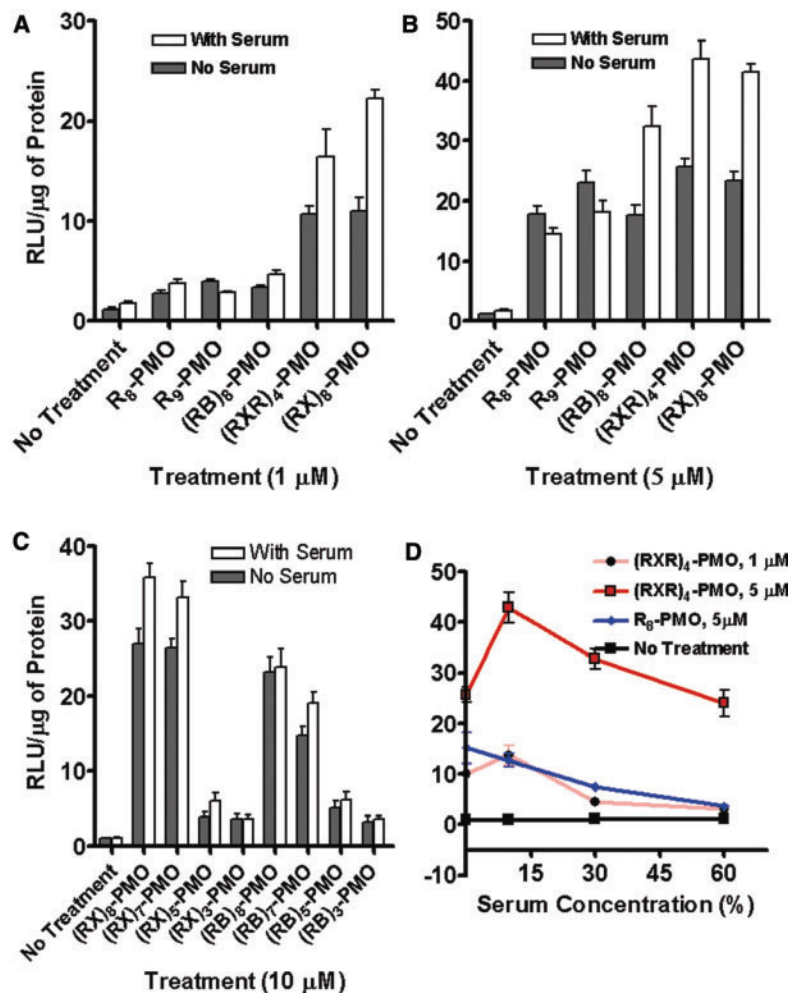 A
30
20
10
0
RLU/µg of Protein
With Serum
No Serum
No Treatment
R₈-PMO
R₉-PMO
(RB)₈-PMO
(RXR)₄-PMO
(RX)₈-PMO
Treatment (1 µM)
B
50
40
30
20
10
0
With Serum
No Serum
No Treatment
R₈-PMO
R₉-PMO
(RB)₈-PMO
(RXR)₄-PMO
(RX)₈-PMO
Treatment (5 µM)
C
40
30
20
10
0
RLU/µg of Protein
With Serum
No Serum
No Treatment
(RX)₈-PMO
(RX)₇-PMO
(RX)₅-PMO
(RX)₃-PMO
(RB)₈-PMO
(RB)₇-PMO
(RB)₅-PMO
(RB)₃-PMO
Treatment (10 µM)
D
(RXR)₄-PMO, 1 µM
(RXR)₄-PMO, 5 µM
R₈-PMO, 5µM
No Treatment
50
40
30
20
10
0
-10
15
30
45
60
Serum Concentration (%)